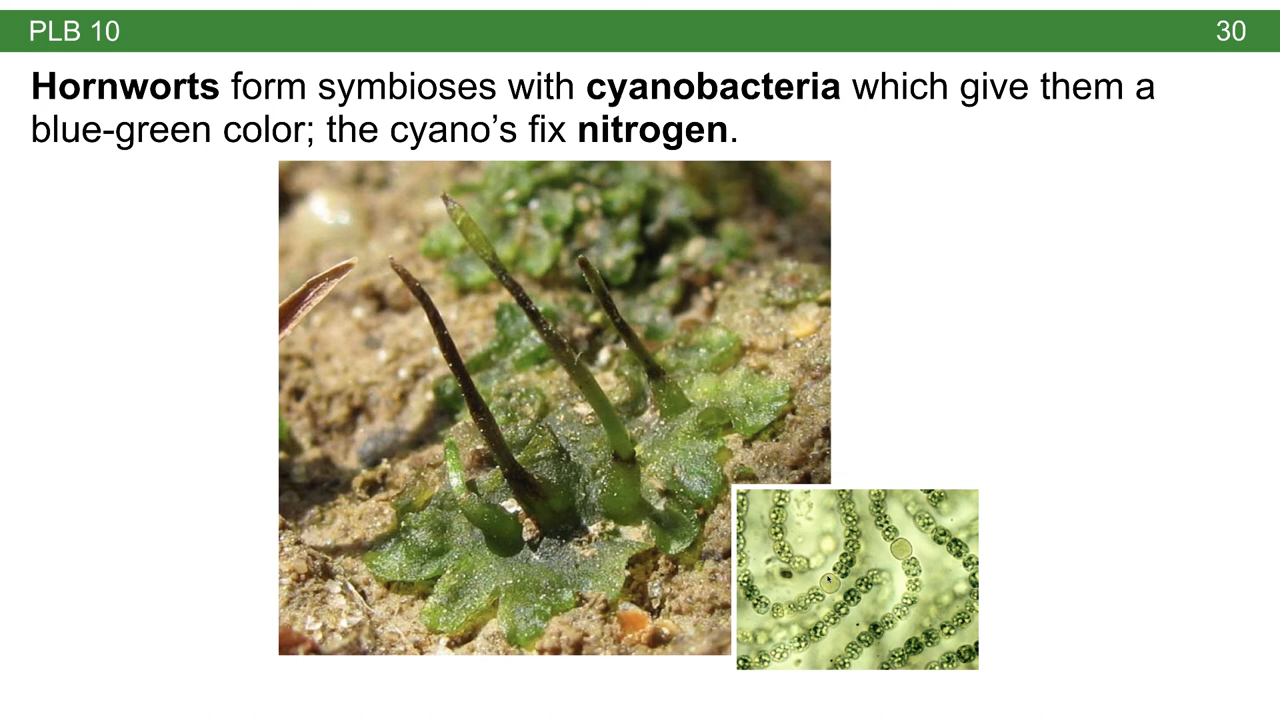 PLB 10
30
Hornworts form symbioses with cyanobacteria which give them a
blue-green color; the cyano’s fix nitrogen.